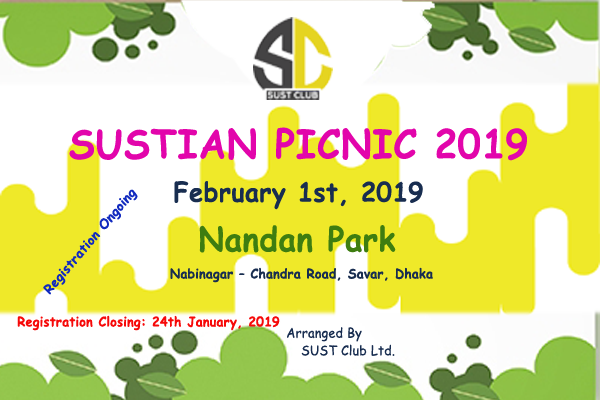 SC
SUST CLUB
SUSTIAN PICNIC 2019
February 1st, 2019
Nandan Park
Nabinagar – Chandra Road, Savar, Dhaka
Registration Ongoing
Registration Closing: 24th January, 2019
Arranged By
SUST Club Ltd.